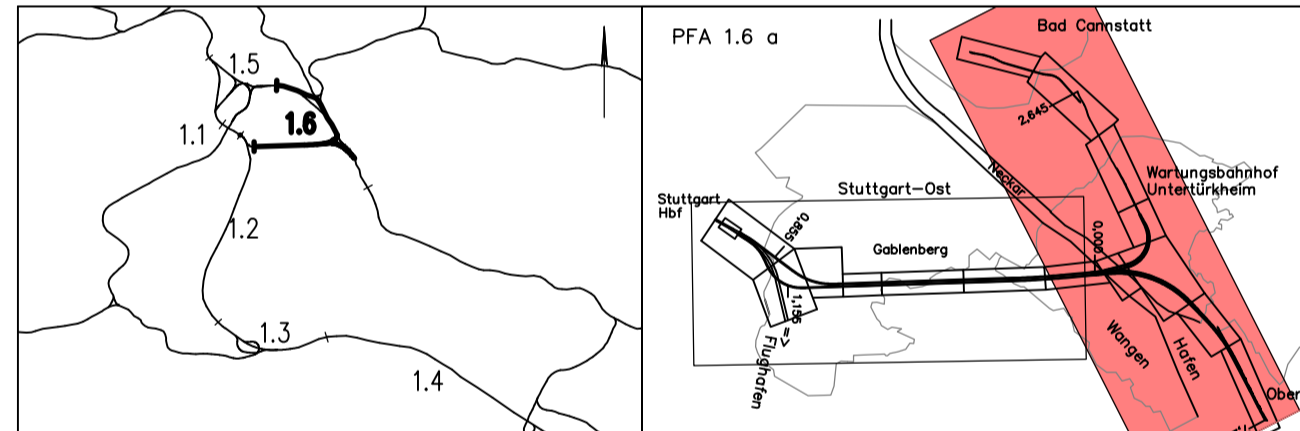 1.5
1.6
1.1
1.2
1.3
1.4
PFA 1.6 a
Bad Cannstatt
2,645
Neckar
Wartungsbahnhof
Untertürkheim
Stuttgart-Ost
Stuttgart
Hbf
0,855
0,000
Gablenberg
1,156
=> Flughafen
Wangen
Hafen
Ober